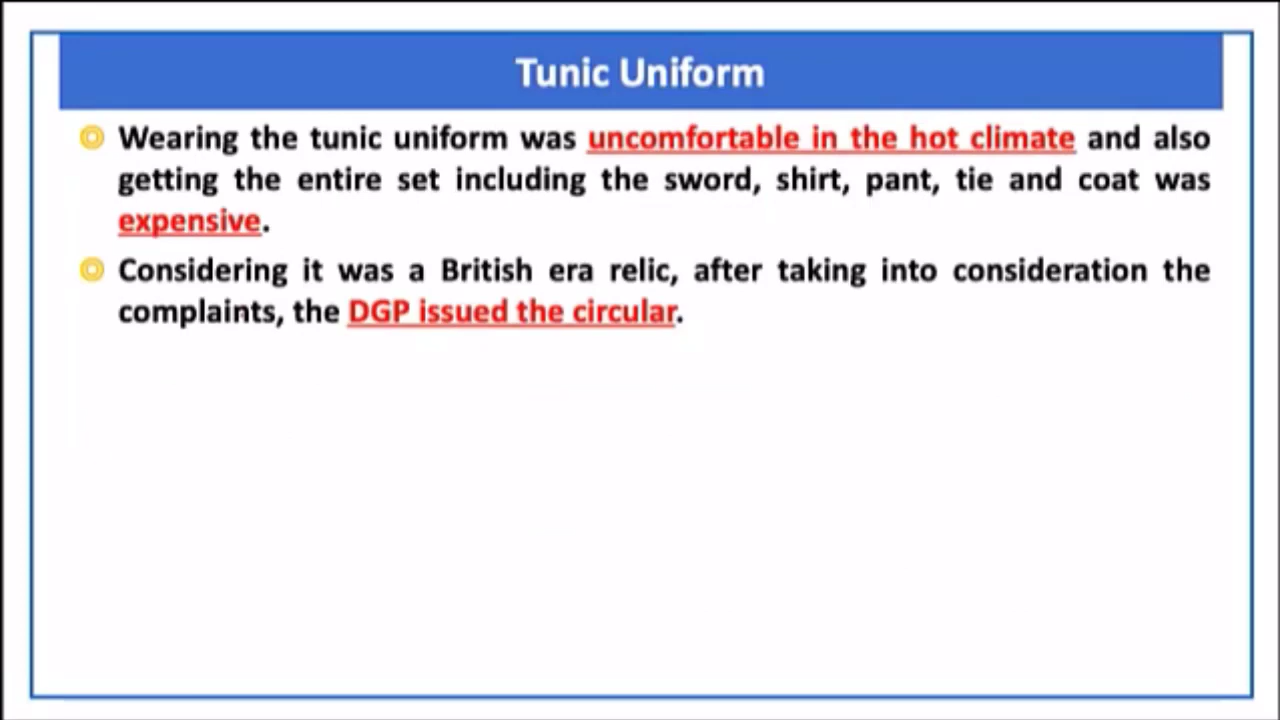 Tunic Uniform
Wearing the tunic uniform was uncomfortable in the hot climate and also
getting the entire set including the sword, shirt, pant, tie and coat was
expensive.
Considering it was a British era relic, after taking into consideration the
complaints, the DGP issued the circular.